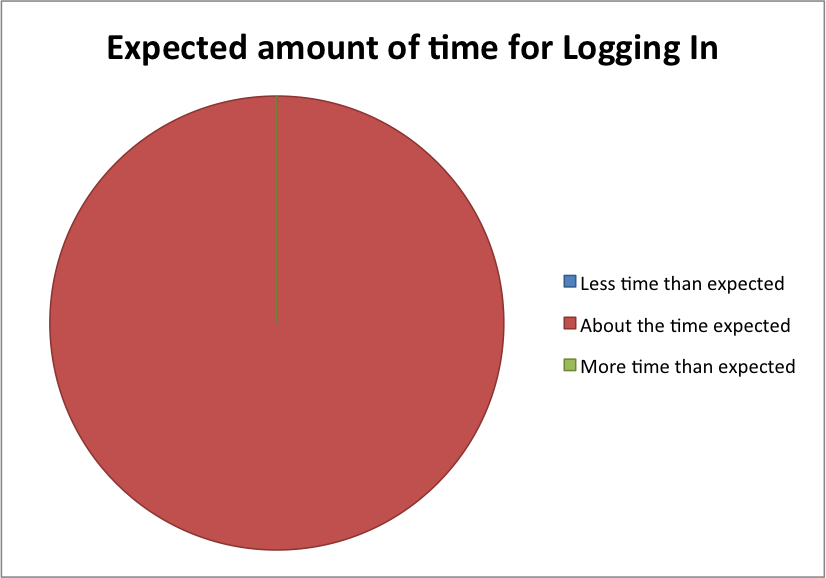 Expected amount of time for Logging In
Less time than expected
About the time expected
More time than expected